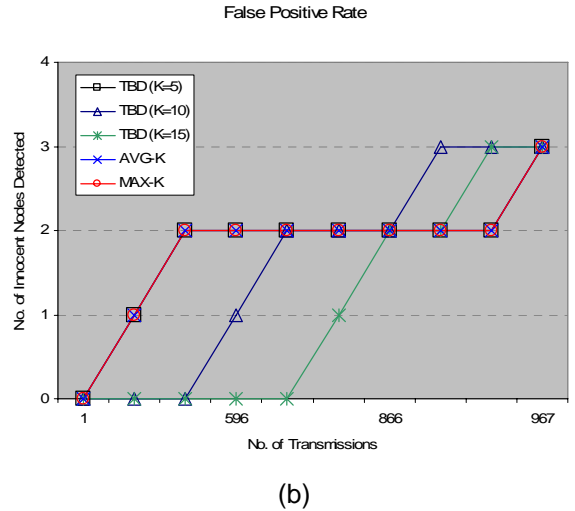 False Positive Rate
4
3
2
1
0
No. of Innocent Nodes Detected
TBD(K=5)
TBD(K=10)
TBD(K=15)
AVG-K
MAX-K
1
596
866
967
No. of Transmissions
(b)